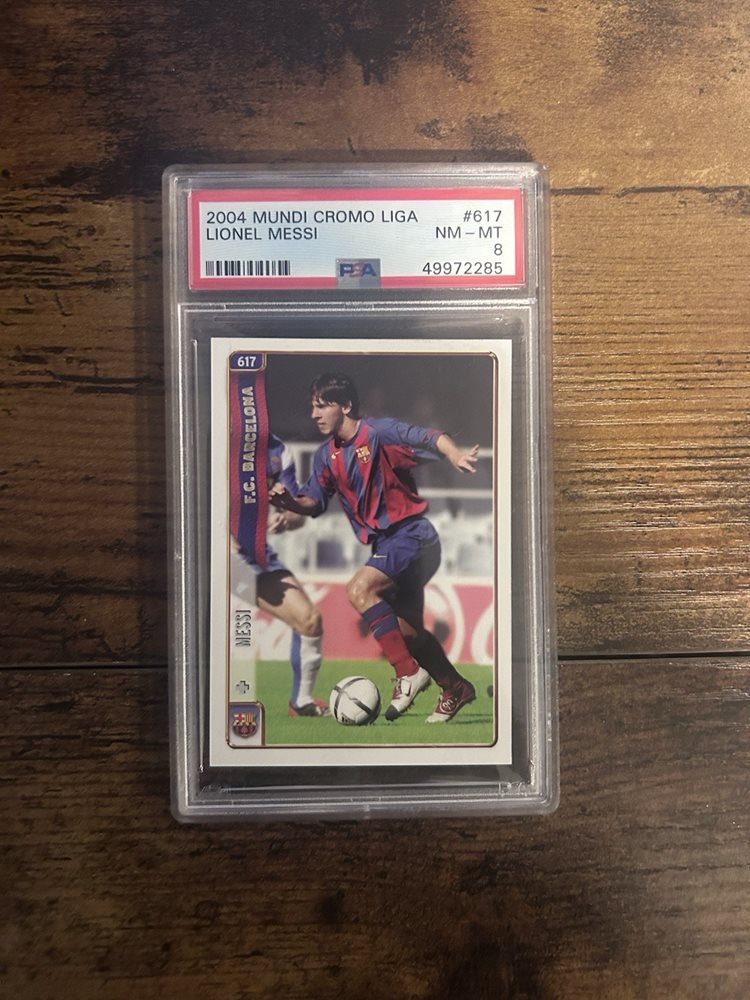 2004 MUNDI CROMO LIGA #617
LIONEL MESSI NM - MT
8
PSA 49972285
617
F.C. BARCELONA
MESSI